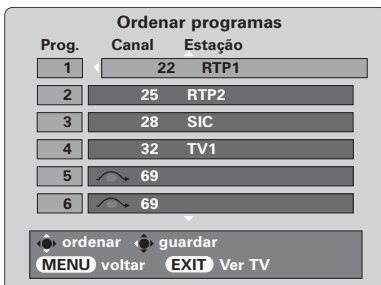 Ordenar programas
Prog. Canal Estação
1 22 RTP1
2 25 RTP2
3 28 SIC
4 32 TV1
5 69
6 69
ordenar guardar
MENU voltar EXIT Ver TV